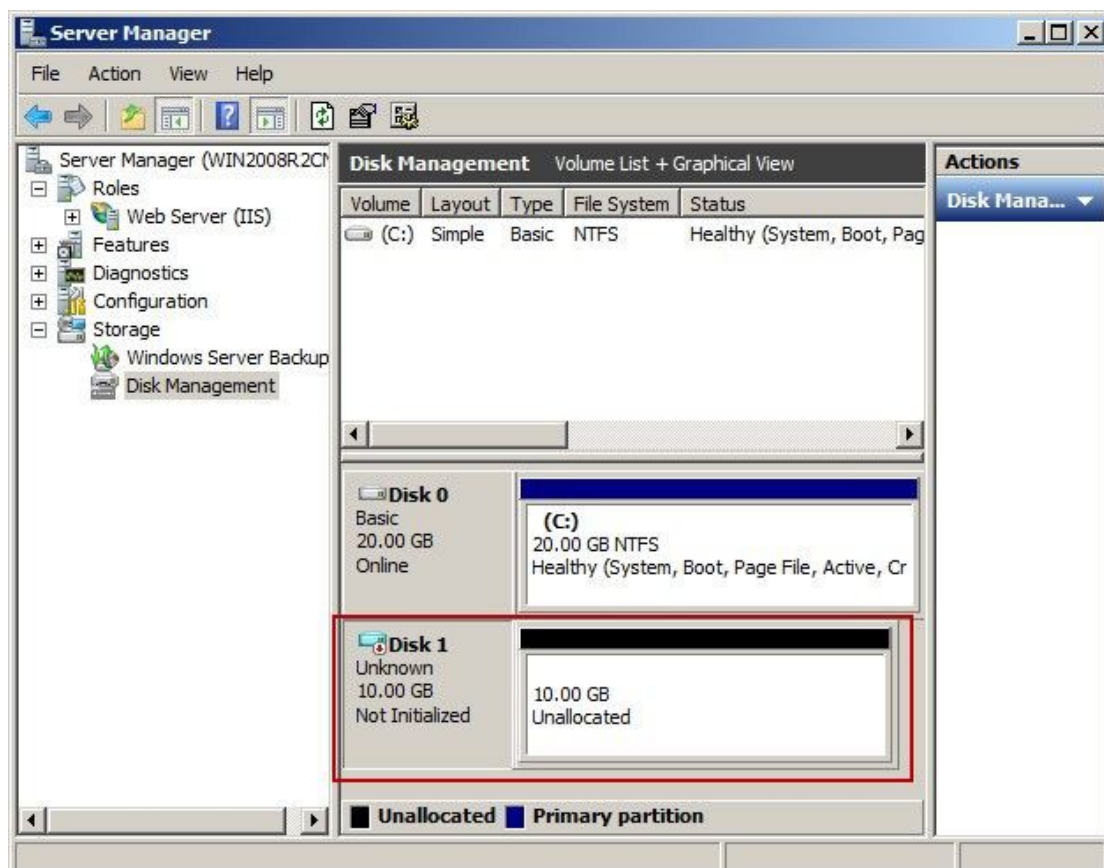 Server Manager
File Action View Help
Server Manager (WIN2008R2CN
Roles
Web Server (IIS)
Features
Diagnostics
Configuration
Storage
Windows Server Backup
Disk Management
Disk Management Volume List + Graphical View
Volume Layout Type File System Status
(C:) Simple Basic NTFS Healthy (System, Boot, Pag
Disk 0
Basic
20.00 GB
Online
(C:)
20.00 GB NTFS
Healthy (System, Boot, Page File, Active, Cr
Disk 1
Unknown
10.00 GB
Not Initialized
10.00 GB
Unallocated
Unallocated Primary partition
Actions
Disk Mana...